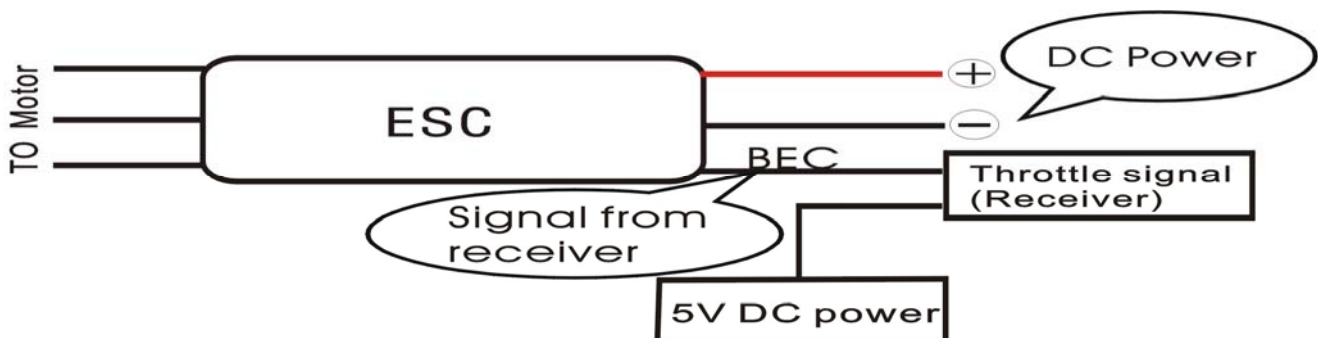 TO Motor
ESC
+
DC Power
−
BEC
Throttle signal
(Receiver)
Signal from
receiver
5V DC power